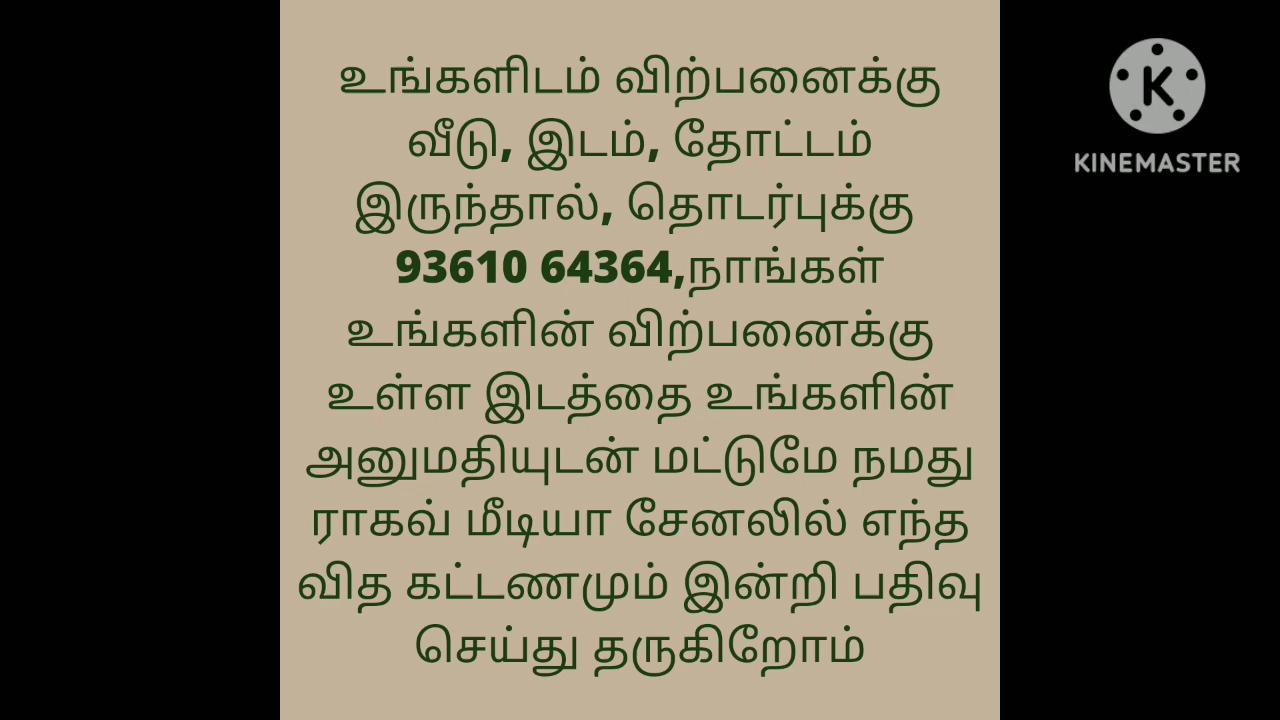 உங்களிடம் விற்பனைக்கு
வீடு, இடம், தோட்டம்
இருந்தால், தொடர்புக்கு
93610 64364,நாங்கள்
உங்களின் விற்பனைக்கு
உள்ள இடத்தை உங்களின்
அனுமதியுடன் மட்டுமே நமது
ராகவ் மீடியா சேனலில் எந்த
வித கட்டணமும் இன்றி பதிவு
செய்து தருகிறோம்
K
KINEMASTER